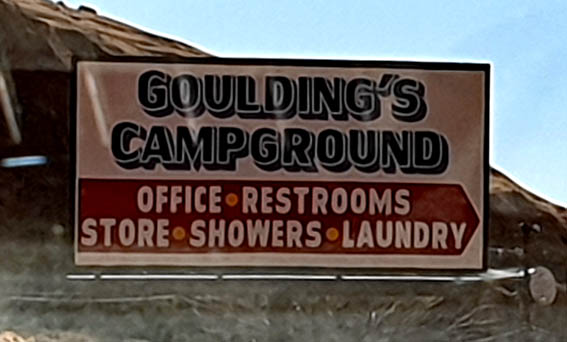 GOULDING'S
CAMPGROUND
OFFICE • RESTROOMS
STORE • SHOWERS • LAUNDRY